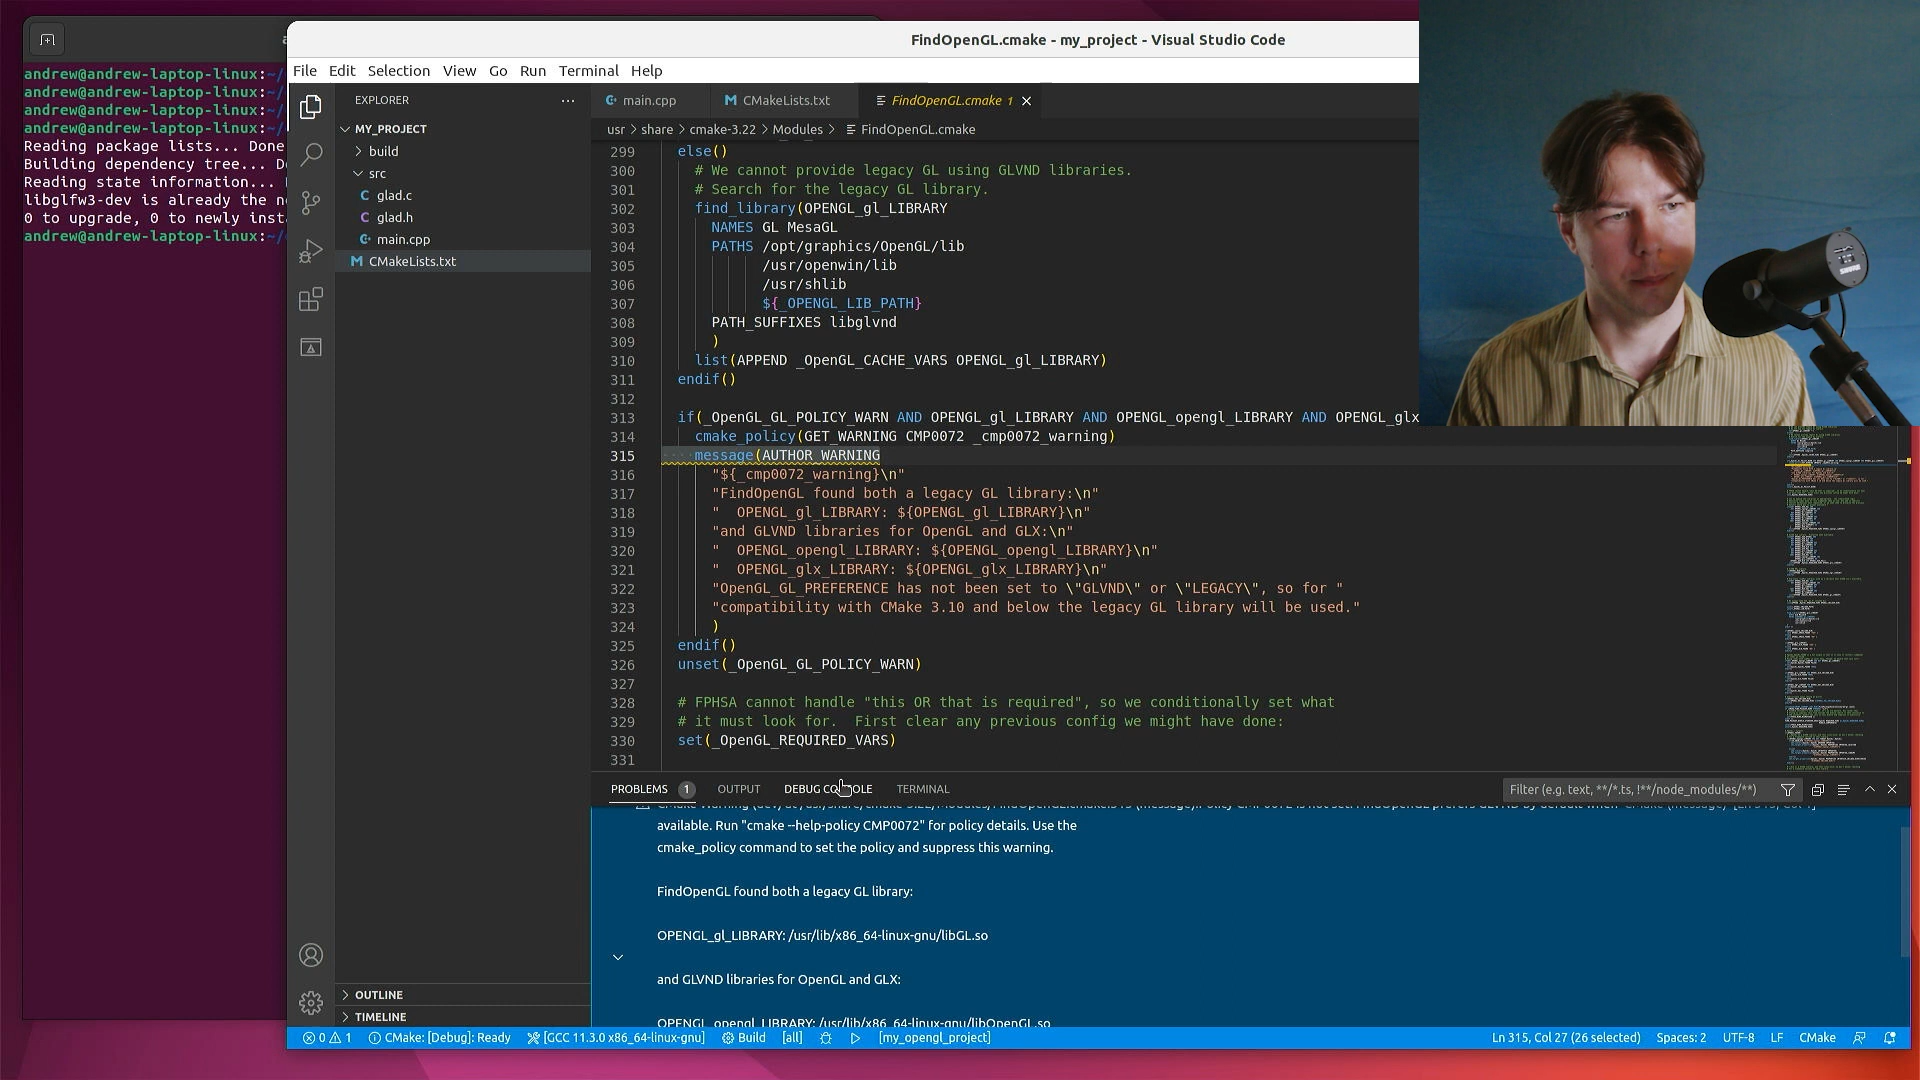 andrew@andrew-laptop-linux:~/
andrew@andrew-laptop-linux:~/
andrew@andrew-laptop-linux:~/
andrew@andrew-laptop-linux:~/
Reading package lists... Done
Building dependency tree... D
Reading state information...
libglfw3-dev is already the n
0 to upgrade, 0 to newly inst
andrew@andrew-laptop-linux:~/
FindOpenGL.cmake - my_project - Visual Studio Code
File Edit Selection View Go Run Terminal Help
EXPLORER
MY_PROJECT
build
src
C glad.c
C glad.h
main.cpp
M CMakeLists.txt
OUTLINE
TIMELINE
main.cpp M CMakeLists.txt FindOpenGL.cmake 1
usr > share > cmake-3.22 > Modules > FindOpenGL.cmake
299 else()
300 # We cannot provide legacy GL using GLVND libraries.
301 # Search for the legacy GL library.
302 find_library(OPENGL_gl_LIBRARY
303 NAMES GL MesaGL
304 PATHS /opt/graphics/OpenGL/lib
305 /usr/openwin/lib
306 /usr/shlib
307 ${_OPENGL_LIB_PATH}
308 PATH_SUFFIXES libglvnd
309 )
310 list(APPEND _OpenGL_CACHE_VARS OPENGL_gl_LIBRARY)
311 endif()
312
313 if(_OpenGL_GL_POLICY_WARN AND OPENGL_gl_LIBRARY AND OPENGL_opengl_LIBRARY AND OPENGL_glx
314 cmake_policy(GET_WARNING CMP0072 _cmp0072_warning)
315 message(AUTHOR_WARNING
316 "${_cmp0072_warning}\n"
317 "FindOpenGL found both a legacy GL library:\n"
318 "  OPENGL_gl_LIBRARY: ${OPENGL_gl_LIBRARY}\n"
319 "and GLVND libraries for OpenGL and GLX:\n"
320 "  OPENGL_opengl_LIBRARY: ${OPENGL_opengl_LIBRARY}\n"
321 "  OPENGL_glx_LIBRARY: ${OPENGL_glx_LIBRARY}\n"
322 "OpenGL_GL_PREFERENCE has not been set to \"GLVND\" or \"LEGACY\", so for "
323 "compatibility with CMake 3.10 and below the legacy GL library will be used."
324 )
325 endif()
326 unset(_OpenGL_GL_POLICY_WARN)
327
328 # FPHSA cannot handle "this OR that is required", so we conditionally set what
329 # it must look for.  First clear any previous config we might have done:
330 set(_OpenGL_REQUIRED_VARS)
331
PROBLEMS 1 OUTPUT DEBUG CONSOLE TERMINAL Filter (e.g. text, **/*.ts, !**/node_modules/**)
available. Run "cmake --help-policy CMP0072" for policy details. Use the
cmake_policy command to set the policy and suppress this warning.
FindOpenGL found both a legacy GL library:
OPENGL_gl_LIBRARY: /usr/lib/x86_64-linux-gnu/libGL.so
and GLVND libraries for OpenGL and GLX:
OPENGL_opengl_LIBRARY: /usr/lib/x86_64-linux-gnu/libOpenGL.so
0 1 CMake: [Debug]: Ready [GCC 11.3.0 x86_64-linux-gnu] Build [all] [my_opengl_project] Ln 315, Col 27 (26 selected) Spaces: 2 UTF-8 LF CMake
SHURE